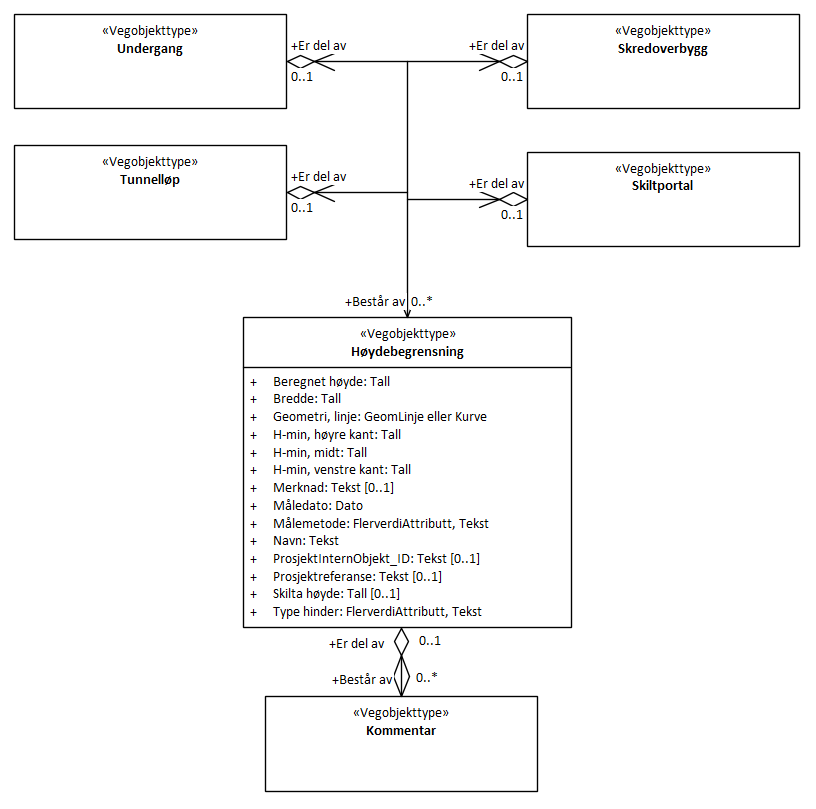 «Vegobjekttype»
Undergang
+Er del av
0..1
«Vegobjekttype»
Skredoverbygg
+Er del av
0..1
«Vegobjekttype»
Tunnelløp
+Er del av
0..1
«Vegobjekttype»
Skiltportal
+Er del av
0..1
+Består av 0..*
«Vegobjekttype»
Høydebegrensning
+ Beregnet høyde: Tall
+ Bredde: Tall
+ Geometri, linje: GeomLinje eller Kurve
+ H-min, høyre kant: Tall
+ H-min, midt: Tall
+ H-min, venstre kant: Tall
+ Merknad: Tekst [0..1]
+ Måledato: Dato
+ Målemetode: FlerverdiAttributt, Tekst
+ Navn: Tekst
+ ProsjektInternObjekt_ID: Tekst [0..1]
+ Prosjektreferanse: Tekst [0..1]
+ Skilta høyde: Tall [0..1]
+ Type hinder: FlerverdiAttributt, Tekst
+Er del av 0..1
+Består av 0..*
«Vegobjekttype»
Kommentar